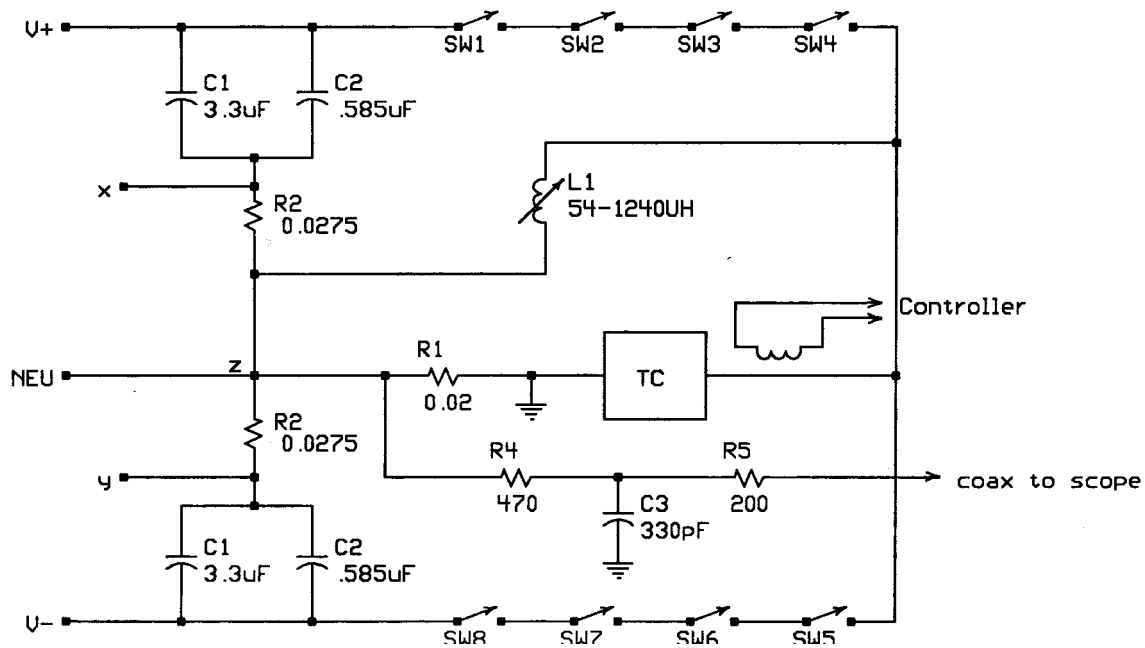 V+
SW1 SW2 SW3 SW4
C1
3.3uF
C2
.585uF
x
R2
0.0275
L1
54-1240UH
Controller
z
NEU
R1
0.02
TC
R2
0.0275
R4
470
R5
200
y
coax to scope
C3
330pF
C1
3.3uF
C2
.585uF
V-
SW8 SW7 SW6 SW5